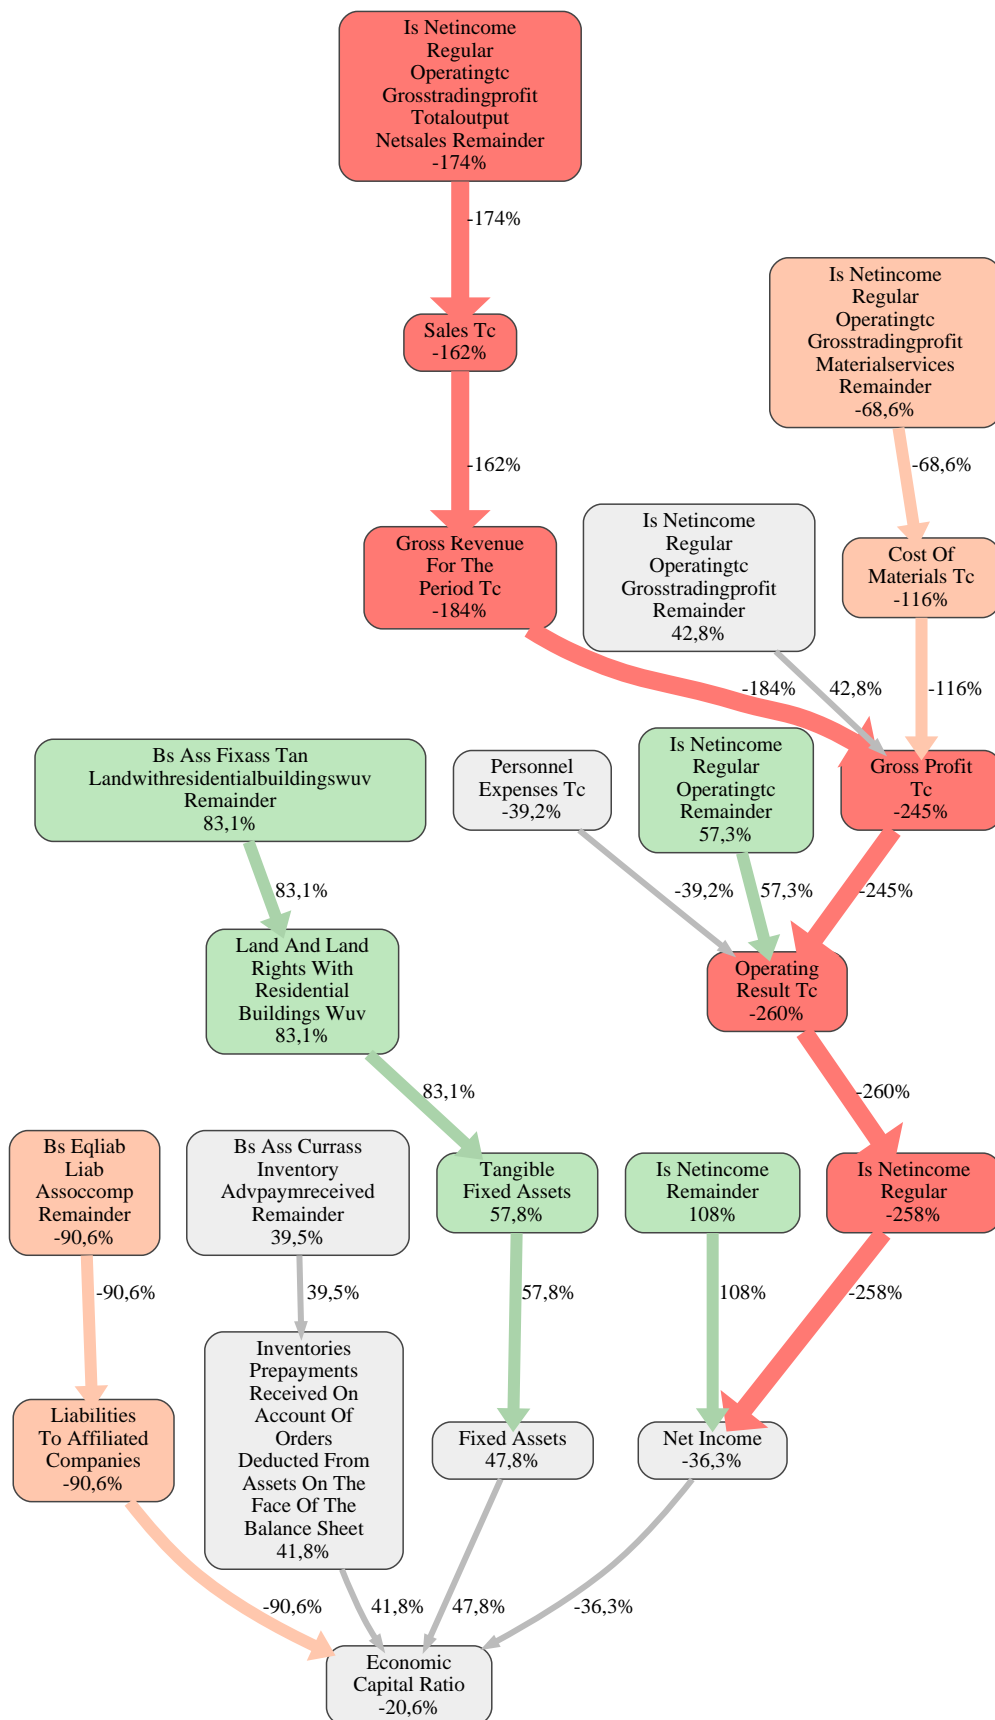 Is Netincome
Regular
Operatingtc
Grosstradingprofit
Totaloutput
Netsales Remainder
-174%
-174%
Sales Tc
-162%
Is Netincome
Regular
Operatingtc
Grosstradingprofit
Materialservices
Remainder
-68,6%
-162%
-68,6%
Gross Revenue
For The
Period Tc
-184%
Is Netincome
Regular
Operatingtc
Grosstradingprofit
Remainder
42,8%
Cost Of
Materials Tc
-116%
-184%
42,8%
-116%
Bs Ass Fixass Tan
Landwithresidentialbuildingswuv
Remainder
83,1%
Personnel
Expenses Tc
-39,2%
Is Netincome
Regular
Operatingtc
Remainder
57,3%
Gross Profit
Tc
-245%
83,1%
-39,2%
57,3%
-245%
Land And Land
Rights With
Residential
Buildings Wuv
83,1%
Operating
Result Tc
-260%
83,1%
-260%
Bs Eqliab
Liab
Assoccomp
Remainder
-90,6%
Bs Ass Currass
Inventory
Advpaymreceived
Remainder
39,5%
Tangible
Fixed Assets
57,8%
Is Netincome
Remainder
108%
Is Netincome
Regular
-258%
-90,6%
39,5%
57,8%
108%
-258%
Liabilities
To Affiliated
Companies
-90,6%
Inventories
Prepayments
Received On
Account Of
Orders
Deducted From
Assets On The
Face Of The
Balance Sheet
41,8%
Fixed Assets
47,8%
Net Income
-36,3%
-90,6%
41,8%
47,8%
-36,3%
Economic
Capital Ratio
-20,6%